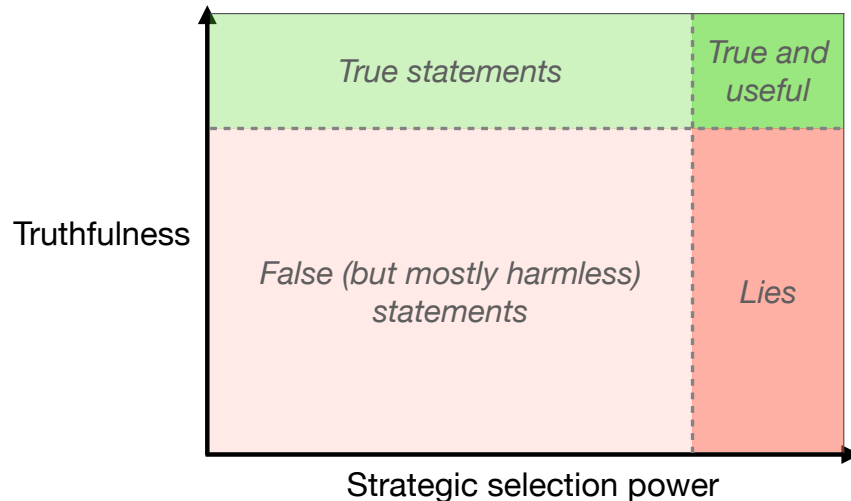 True statements
True and
useful
Truthfulness
False (but mostly harmless)
statements
Lies
Strategic selection power